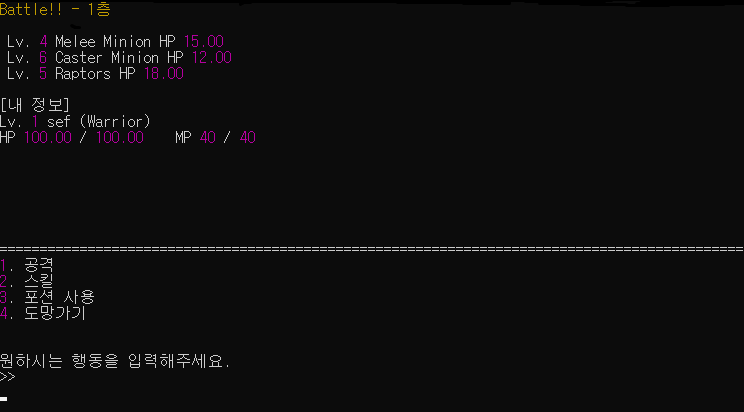 Battle!! - 1층
Lv. 4 Melee Minion HP 15.00
Lv. 6 Caster Minion HP 12.00
Lv. 5 Raptors HP 18.00
[내 정보]
Lv. 1 sef (Warrior)
HP 100.00 / 100.00    MP 40 / 40
=============================================================================================
1. 공격
2. 스킬
3. 포션 사용
4. 도망가기
원하시는 행동을 입력해주세요.
>>